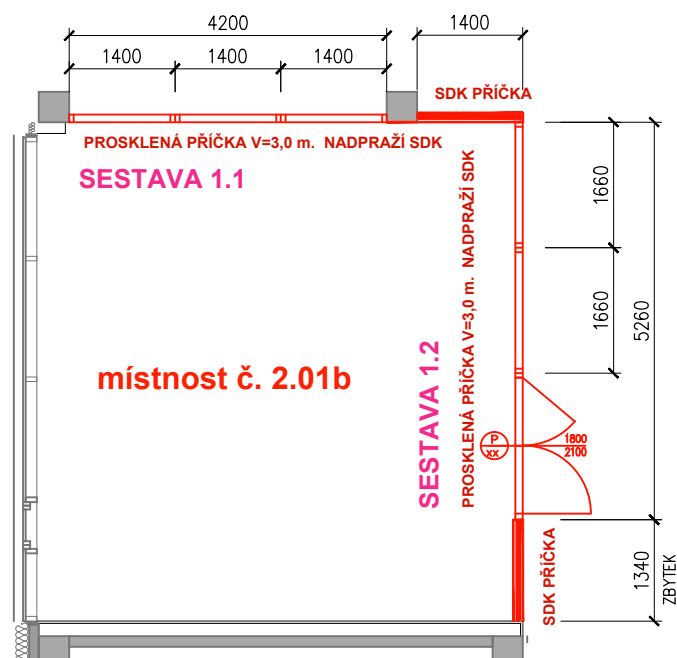 4200
1400
1400
1400
1400
SDK PŘÍČKA
PROSKLENÁ PŘÍČKA V=3,0 m. NADPRAŽÍ SDK
SESTAVA 1.1
PROSKLENÁ PŘÍČKA V=3,0 m. NADPRAŽÍ SDK
SESTAVA 1.2
místnost č. 2.01b
1660
1660
5260
P
xx
1800
2100
SDK PŘÍČKA
1340
ZBYTEK